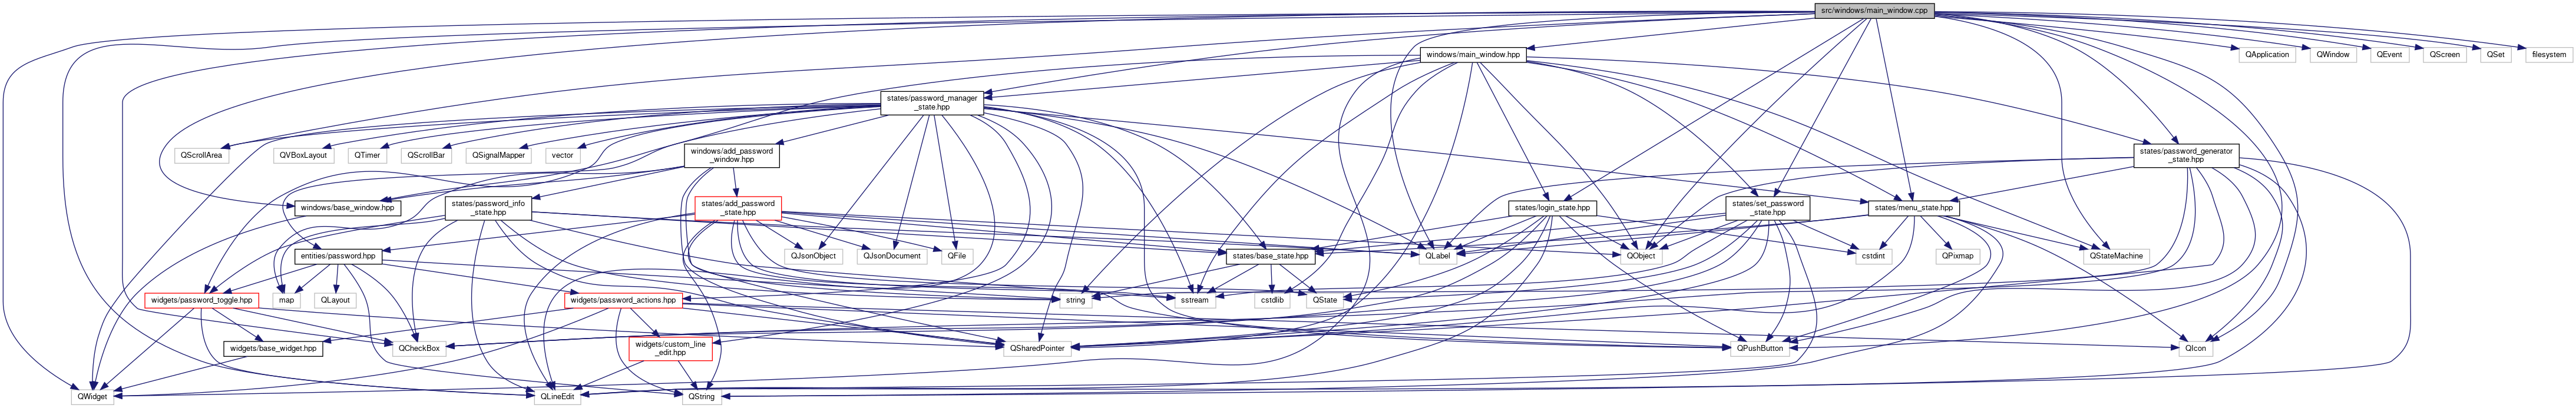 src/windows/main_window.cpp
windows/main_window.hpp
QApplication
QWindow
QEvent
QScreen
QSet
filesystem
states/password_manager
_state.hpp
QScrollArea
QVBoxLayout
QTimer
QScrollBar
QSignalMapper
vector
windows/add_password
_window.hpp
states/password_generator
_state.hpp
windows/base_window.hpp
states/password_info
_state.hpp
states/add_password
_state.hpp
states/login_state.hpp
states/set_password
_state.hpp
states/menu_state.hpp
entities/password.hpp
QJsonObject
QJsonDocument
QFile
states/base_state.hpp
QLabel
QObject
cstdint
QPixmap
QStateMachine
widgets/password_toggle.hpp
map
QLayout
string
widgets/password_actions.hpp
sstream
cstdlib
QState
widgets/base_widget.hpp
QCheckBox
widgets/custom_line
_edit.hpp
QSharedPointer
QPushButton
QIcon
QWidget
QLineEdit
QString